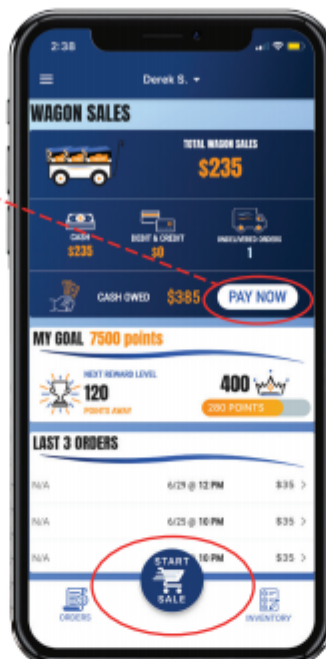 2:38
Derek S.
WAGON SALES
TOTAL WAGON SALES
$235
CASH
$235
DEBIT & CREDIT
$0
UNDELIVERED ORDERS
1
CASH OWED $385 PAY NOW
MY GOAL 7500 points
NEXT REWARD LEVEL
120
POINTS AWAY
400
280 POINTS
LAST 3 ORDERS
N/A 6/29 @ 12 PM $35 >
N/A 6/25 @ 10 PM $35 >
N/A 10 PM $35 >
START
SALE
ORDERS
INVENTORY